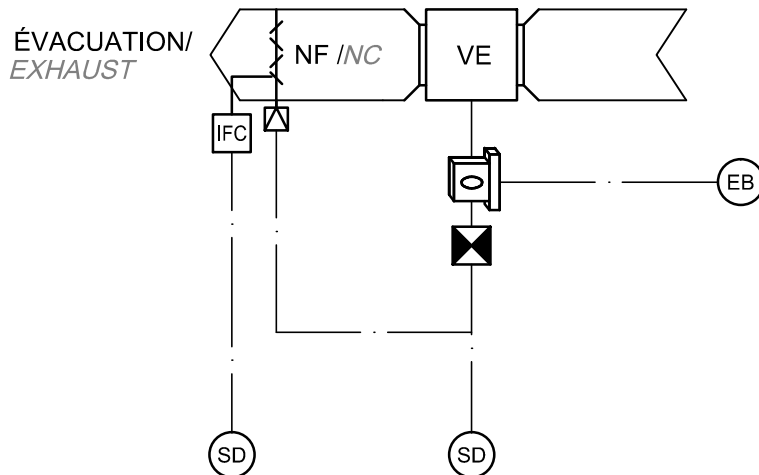 ÉVACUATION/
EXHAUST
NF /NC
VE
IFC
EB
SD
SD